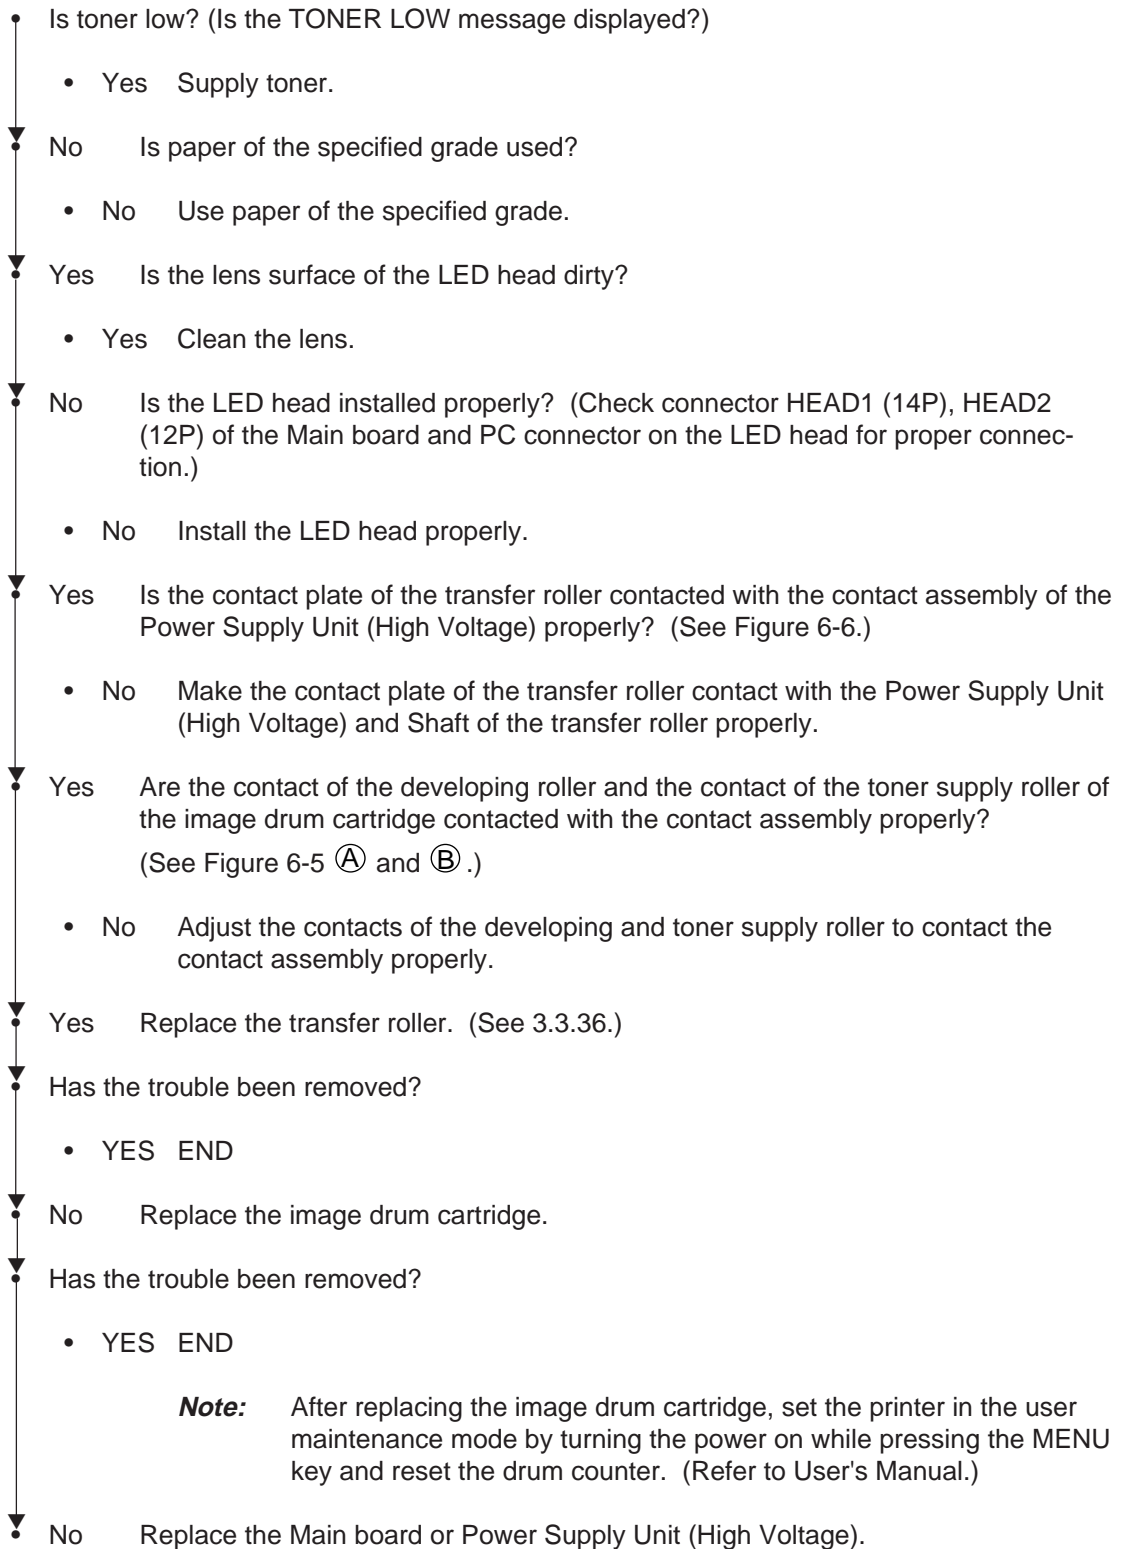 • Is toner low? (Is the TONER LOW message displayed?)
• Yes Supply toner.
No Is paper of the specified grade used?
• No Use paper of the specified grade.
Yes Is the lens surface of the LED head dirty?
• Yes Clean the lens.
No Is the LED head installed properly? (Check connector HEAD1 (14P), HEAD2
(12P) of the Main board and PC connector on the LED head for proper connec-
tion.)
• No Install the LED head properly.
Yes Is the contact plate of the transfer roller contacted with the contact assembly of the
Power Supply Unit (High Voltage) properly? (See Figure 6-6.)
• No Make the contact plate of the transfer roller contact with the Power Supply Unit
(High Voltage) and Shaft of the transfer roller properly.
Yes Are the contact of the developing roller and the contact of the toner supply roller of
the image drum cartridge contacted with the contact assembly properly?
(See Figure 6-5 Ⓐ and Ⓑ .)
• No Adjust the contacts of the developing and toner supply roller to contact the
contact assembly properly.
Yes Replace the transfer roller. (See 3.3.36.)
Has the trouble been removed?
• YES END
No Replace the image drum cartridge.
Has the trouble been removed?
• YES END
Note: After replacing the image drum cartridge, set the printer in the user
maintenance mode by turning the power on while pressing the MENU
key and reset the drum counter. (Refer to User's Manual.)
No Replace the Main board or Power Supply Unit (High Voltage).